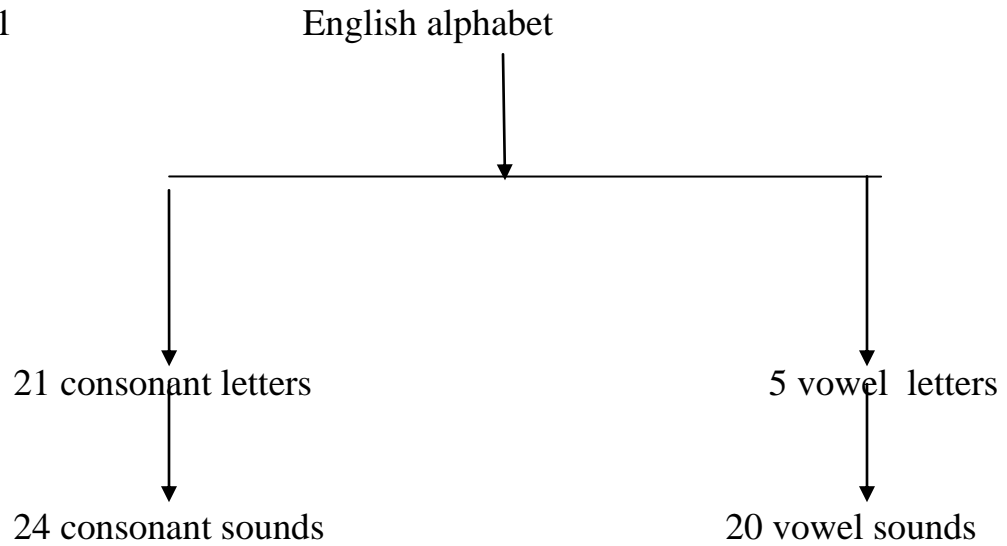 1 English alphabet
21 consonant letters 5 vowel letters
24 consonant sounds 20 vowel sounds